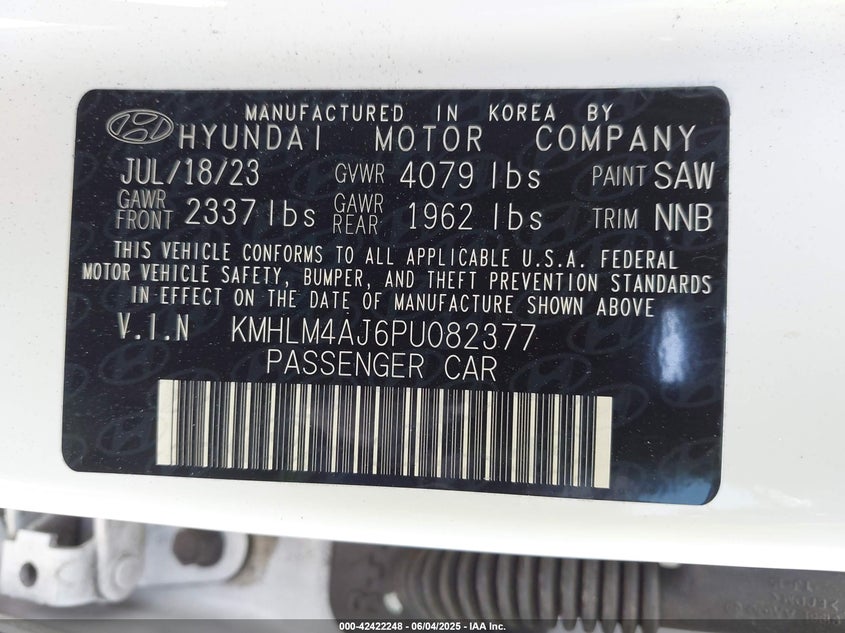 MANUFACTURED IN KOREA BY
HYUNDAI MOTOR COMPANY
JUL/18/23 GVWR 4079 lbs PAINT SAW
GAWR FRONT 2337 lbs GAWR REAR 1962 lbs TRIM NNB
THIS VEHICLE CONFORMS TO ALL APPLICABLE U.S.A. FEDERAL
MOTOR VEHICLE SAFETY, BUMPER, AND THEFT PREVENTION STANDARDS
IN EFFECT ON THE DATE OF MANUFACTURE SHOWN ABOVE
V.I.N KMHLM4AJ6PU082377
PASSENGER CAR
000-42422248 - 06/04/2025 - IAA Inc.